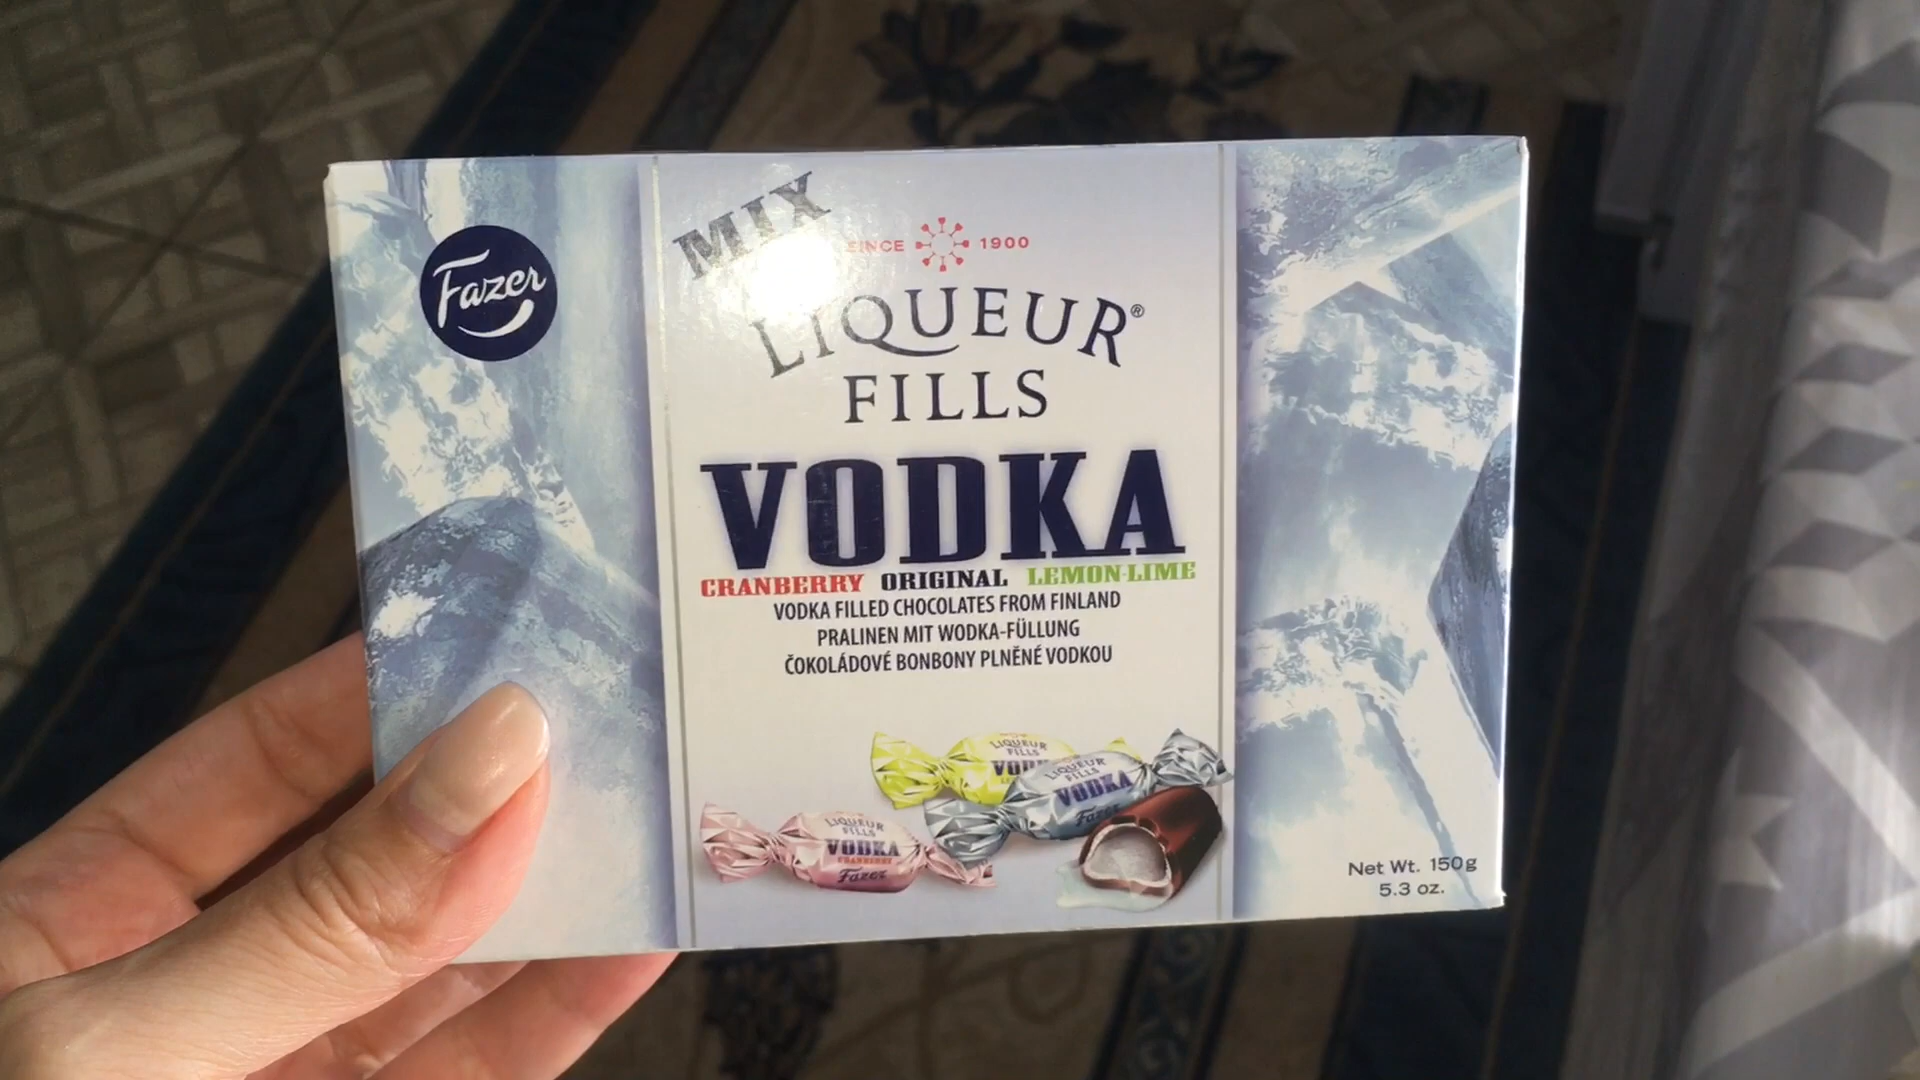 Fazer
MIX
SINCE 1900
LIQUEUR®
FILLS
VODKA
CRANBERRY ORIGINAL LEMON-LIME
VODKA FILLED CHOCOLATES FROM FINLAND
PRALINEN MIT WODKA-FÜLLUNG
ČOKOLÁDOVÉ BONBONY PLNĚNÉ VODKOU
LIQUEUR
FILLS
LIQUEUR
FILLS
VODKA
Fazer
LIQUEUR
FILLS
VODKA
CRANBERRY
Fazer
Net Wt. 150g
5.3 oz.